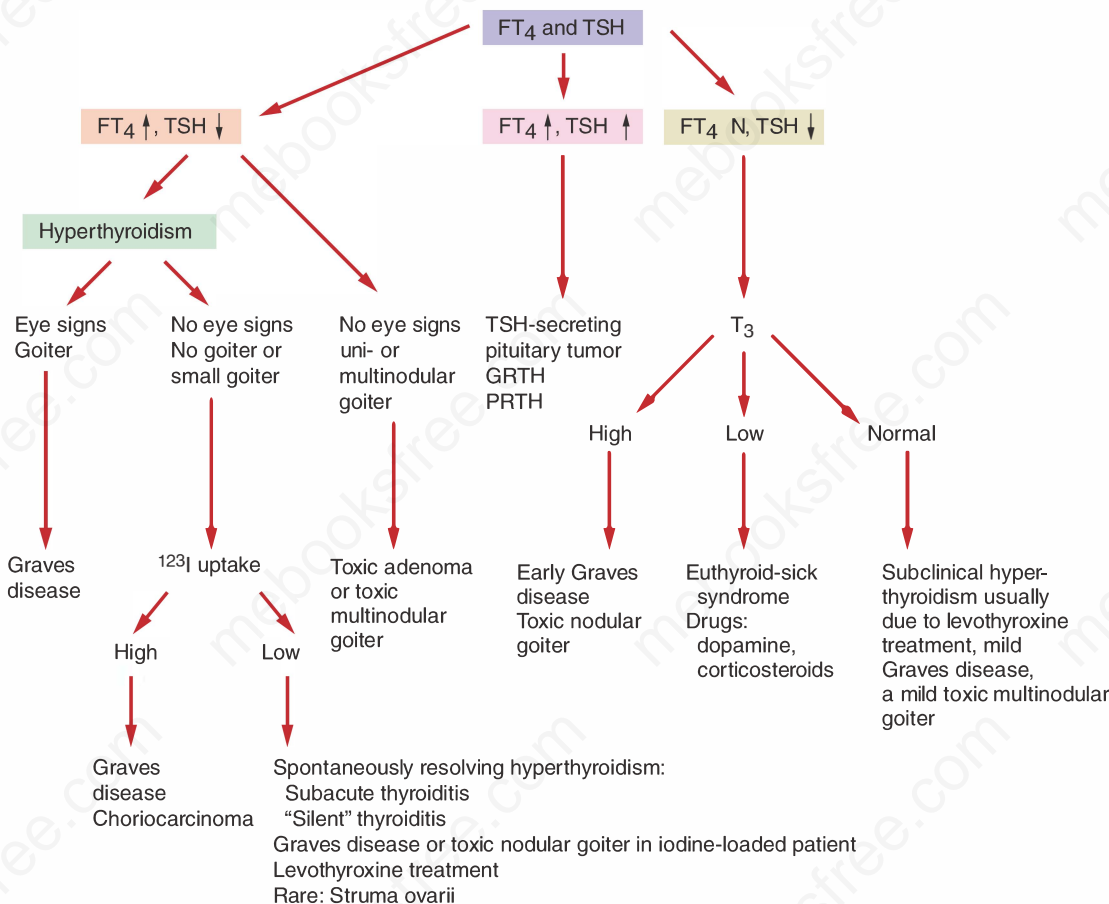 FT4 and TSH
FT4 ↑, TSH ↓
FT4 ↑, TSH ↑
FT4 N, TSH ↓
Hyperthyroidism
Eye signs
Goiter
No eye signs
No goiter or
small goiter
No eye signs
uni- or
multinodular
goiter
TSH-secreting
pituitary tumor
GRTH
PRTH
T3
High
Low
Normal
Graves
disease
123I uptake
Toxic adenoma
or toxic
multinodular
goiter
Early Graves
disease
Toxic nodular
goiter
Euthyroid-sick
syndrome
Drugs:
dopamine,
corticosteroids
Subclinical hyper-
thyroidism usually
due to levothyroxine
treatment, mild
Graves disease,
a mild toxic multinodular
goiter
High
Low
Graves
disease
Choriocarcinoma
Spontaneously resolving hyperthyroidism:
Subacute thyroiditis
“Silent” thyroiditis
Graves disease or toxic nodular goiter in iodine-loaded patient
Levothyroxine treatment
Rare: Struma ovarii
mebooksfree.com